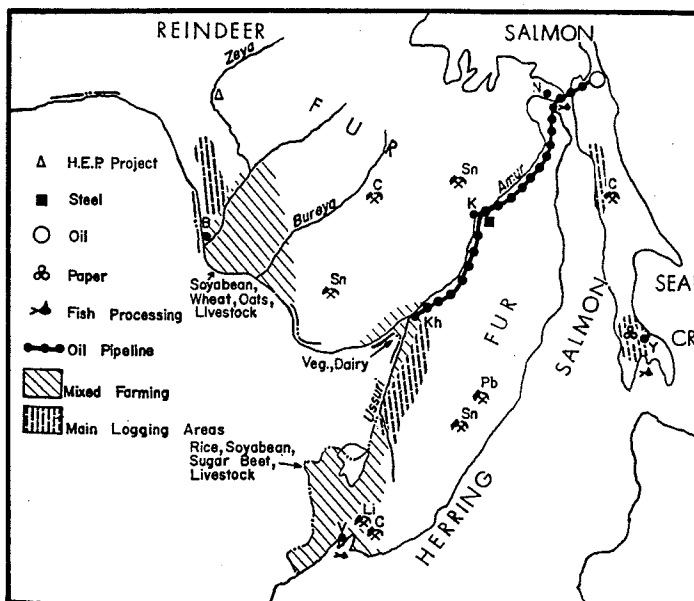 REINDEER
SALMON
Zeya
F U R
N
Sn
Amur
C
C
K
Bureya
B
Sn
SEA
Soyabean,
Wheat, Oats,
Livestock
Kh
FUR
SALMON
CR
Y
Veg., Dairy
Ussuri
Pb
Sn
Rice, Soyabean,
Sugar Beet,
Livestock
HERRING
Li
C
V
H.E.P. Project
Steel
Oil
Paper
Fish Processing
Oil Pipeline
Mixed Farming
Main Logging Areas